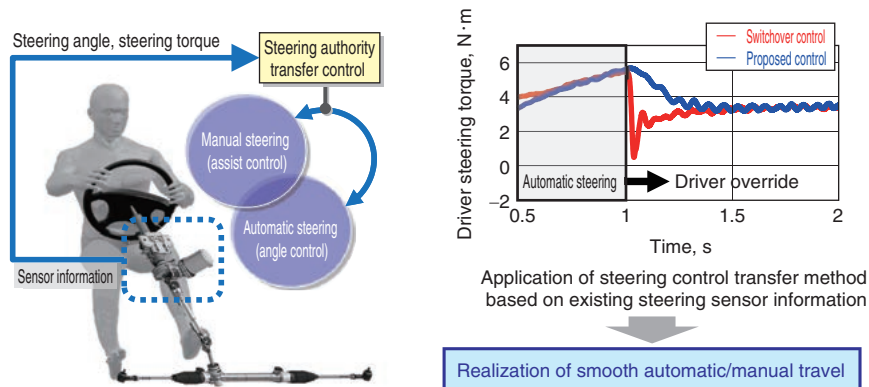 Steering angle, steering torque
Steering authority
transfer control
Manual steering
(assist control)
Automatic steering
(angle control)
Sensor information
Driver steering torque, N·m
6
4
2
0
−2
Switchover control
Proposed control
Automatic steering
Driver override
0.5
1
1.5
2
Time, s
Application of steering control transfer method
based on existing steering sensor information
Realization of smooth automatic/manual travel